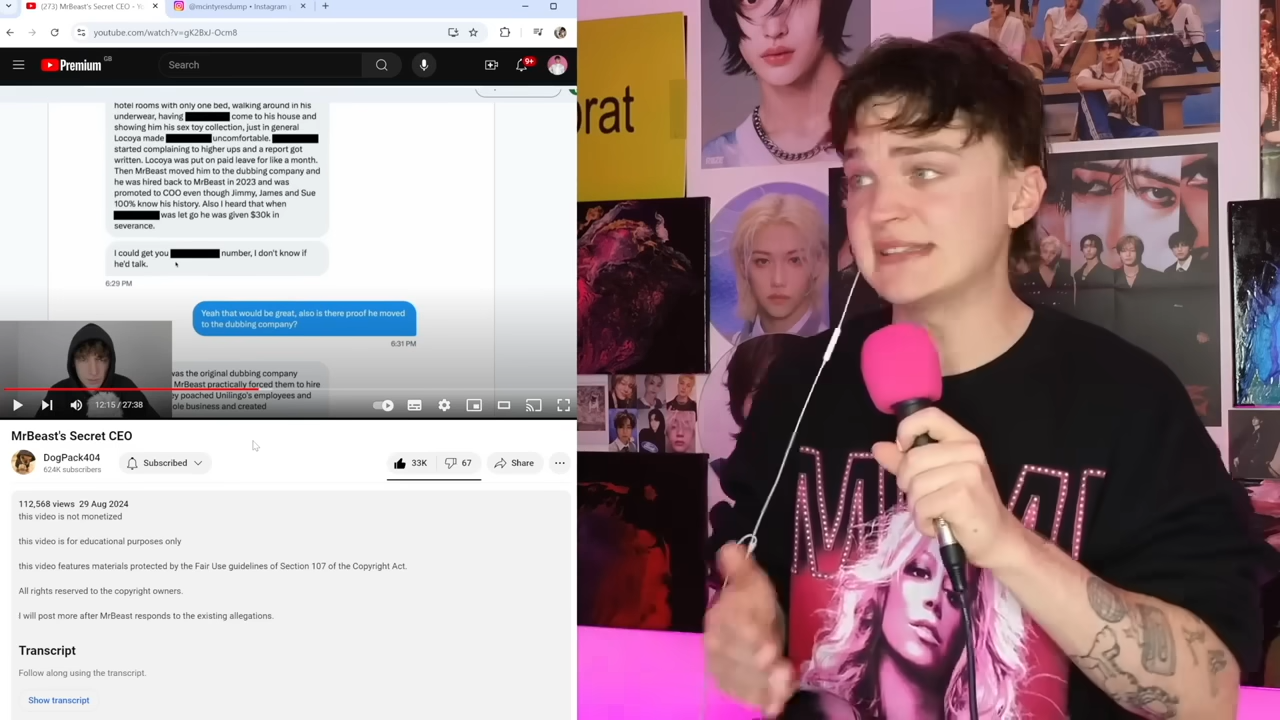 (273) MrBeast's Secret CEO - Yo
@mcintyresdump • Instagram
youtube.com/watch?v=gK2BxJ-Ocm8
Premium GB
Search
9+
hotel rooms with only one bed, walking around in his
underwear, having come to his house and
showing him his sex toy collection, just in general
Locoya made uncomfortable.
started complaining to higher ups and a report got
written. Locoya was put on paid leave for like a month.
Then MrBeast moved him to the dubbing company and
he was hired back to MrBeast in 2023 and was
promoted to COO even though Jimmy, James and Sue
100% know his history. Also I heard that when
was let go he was given $30k in
severance.
I could get you number, I don't know if
he'd talk.
6:29 PM
Yeah that would be great, also is there proof he moved
to the dubbing company?
6:31 PM
was the original dubbing company
MrBeast practically forced them to hire
ey poached Unilingo's employees and
ole business and created
12:15 / 27:38
MrBeast's Secret CEO
DogPack404
624K subscribers
Subscribed
33K
67
Share
112,568 views 29 Aug 2024
this video is not monetized
this video is for educational purposes only
this video features materials protected by the Fair Use guidelines of Section 107 of the Copyright Act.
All rights reserved to the copyright owners.
I will post more after MrBeast responds to the existing allegations.
Transcript
Follow along using the transcript.
Show transcript
rat